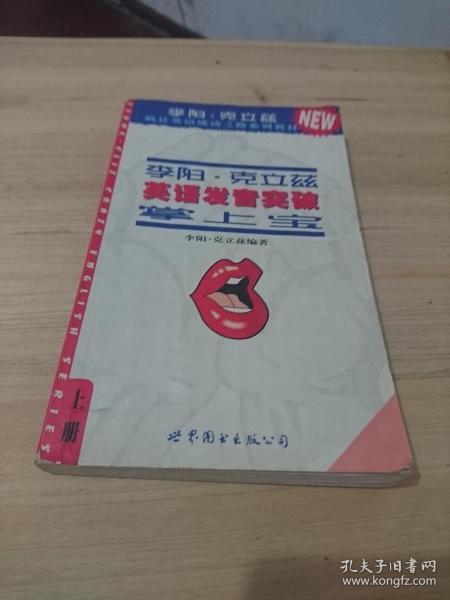 李阳·克立兹
疯狂英语成功之路系列教材
NEW
李阳·克立兹
英语发音突破
掌上宝
李阳·克立兹编著
CRAZY ENGLISH SERIES
上册
世界图书出版公司
孔夫子旧书网
www.kongfz.com